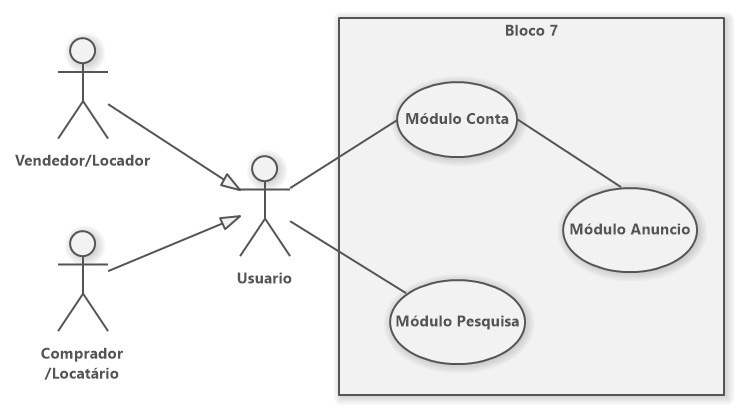 Bloco 7
Módulo Conta
Vendedor/Locador
Módulo Anuncio
Usuario
Módulo Pesquisa
Comprador
/Locatário